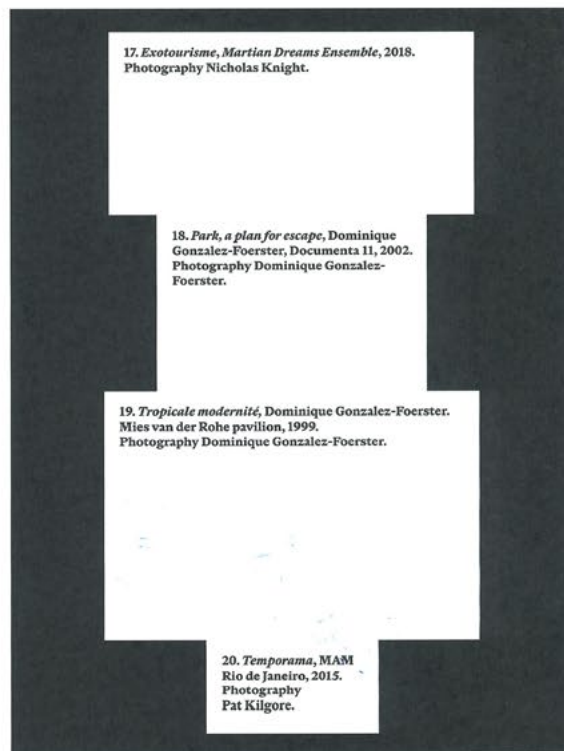 17. Exotourisme, Martian Dreams Ensemble, 2018.
Photography Nicholas Knight.
18. Park, a plan for escape, Dominique
Gonzalez-Foerster, Documenta 11, 2002.
Photography Dominique Gonzalez-
Foerster.
19. Tropicale modernité, Dominique Gonzalez-Foerster.
Mies van der Rohe pavilion, 1999.
Photography Dominique Gonzalez-Foerster.
20. Temporama, MAM
Rio de Janeiro, 2015.
Photography
Pat Kilgore.